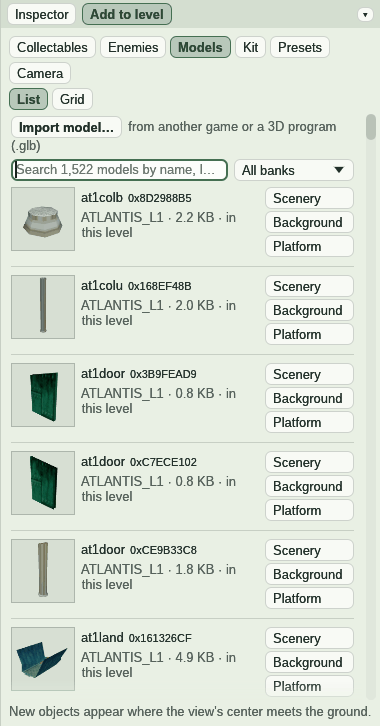 Inspector Add to level ▾
Collectables Enemies Models Kit Presets
Camera
List Grid
Import model... from another game or a 3D program
(.glb)
Search 1,522 models by name, l... All banks
at1colb 0x8D2988B5 Scenery
ATLANTIS_L1 · 2.2 KB · in Background
this level Platform
at1colu 0x168EF48B Scenery
ATLANTIS_L1 · 2.0 KB · in Background
this level Platform
at1door 0x3B9FEAD9 Scenery
ATLANTIS_L1 · 0.8 KB · in Background
this level Platform
at1door 0xC7ECE102 Scenery
ATLANTIS_L1 · 0.8 KB · in Background
this level Platform
at1door 0xCE9B33C8 Scenery
ATLANTIS_L1 · 1.8 KB · in Background
this level Platform
at1land 0x161326CF Scenery
ATLANTIS_L1 · 4.9 KB · in Background
this level Platform
New objects appear where the view's center meets the ground.